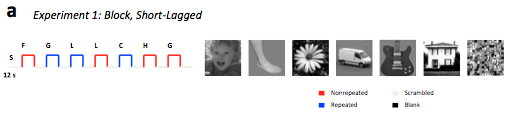 a Experiment 1: Block, Short-Lagged
F G L L C H G
S
12 s
Nonrepeated Scrambled
Repeated Blank